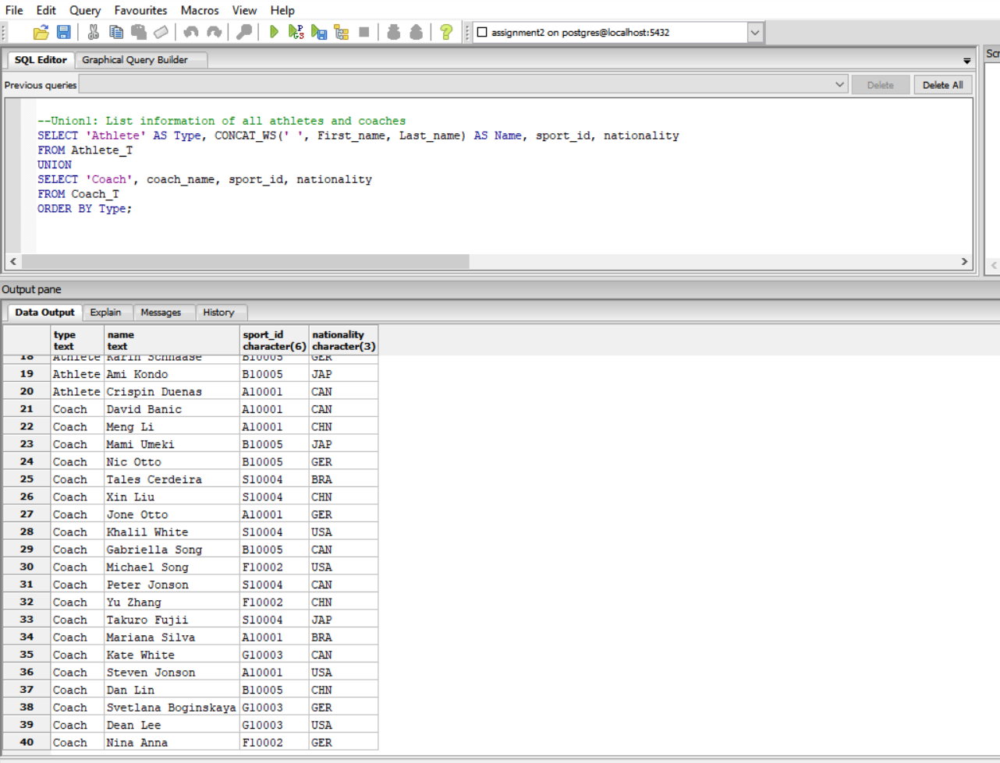 File Edit Query Favourites Macros View Help
assignment2 on postgres@localhost:5432
SQL Editor Graphical Query Builder
Scr
Previous queries Delete Delete All
--Union1: List information of all athletes and coaches
SELECT 'Athlete' AS Type, CONCAT_WS(' ', First_name, Last_name) AS Name, sport_id, nationality
FROM Athlete_T
UNION
SELECT 'Coach', coach_name, sport_id, nationality
FROM Coach_T
ORDER BY Type;
Output pane
Data Output Explain Messages History
type name sport_id nationality
text text character(6) character(3)
18 Athlete Karin Schnaase B10005 GER
19 Athlete Ami Kondo B10005 JAP
20 Athlete Crispin Duenas A10001 CAN
21 Coach David Banic A10001 CAN
22 Coach Meng Li A10001 CHN
23 Coach Mami Umeki B10005 JAP
24 Coach Nic Otto B10005 GER
25 Coach Tales Cerdeira S10004 BRA
26 Coach Xin Liu S10004 CHN
27 Coach Jone Otto A10001 GER
28 Coach Khalil White S10004 USA
29 Coach Gabriella Song B10005 CAN
30 Coach Michael Song F10002 USA
31 Coach Peter Jonson S10004 CAN
32 Coach Yu Zhang F10002 CHN
33 Coach Takuro Fujii S10004 JAP
34 Coach Mariana Silva A10001 BRA
35 Coach Kate White G10003 CAN
36 Coach Steven Jonson A10001 USA
37 Coach Dan Lin B10005 CHN
38 Coach Svetlana Boginskaya G10003 GER
39 Coach Dean Lee G10003 USA
40 Coach Nina Anna F10002 GER